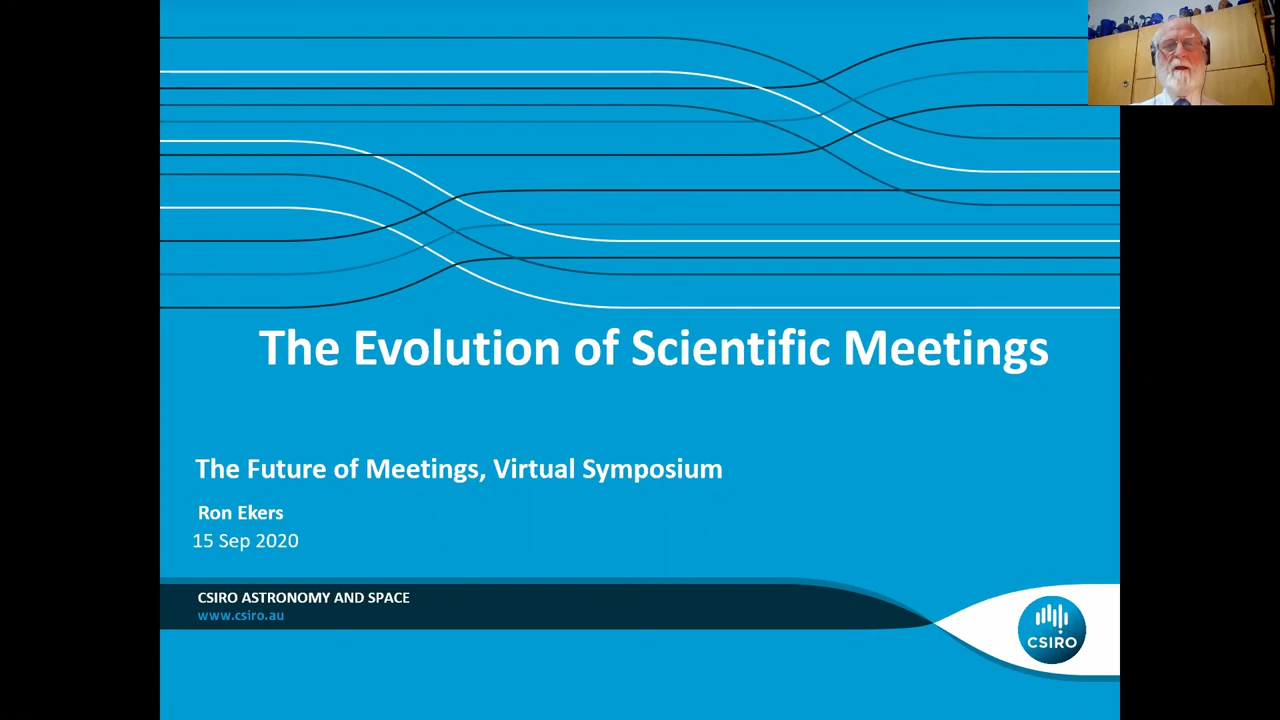 The Evolution of Scientific Meetings
The Future of Meetings, Virtual Symposium
Ron Ekers
15 Sep 2020
CSIRO ASTRONOMY AND SPACE
www.csiro.au
CSIRO